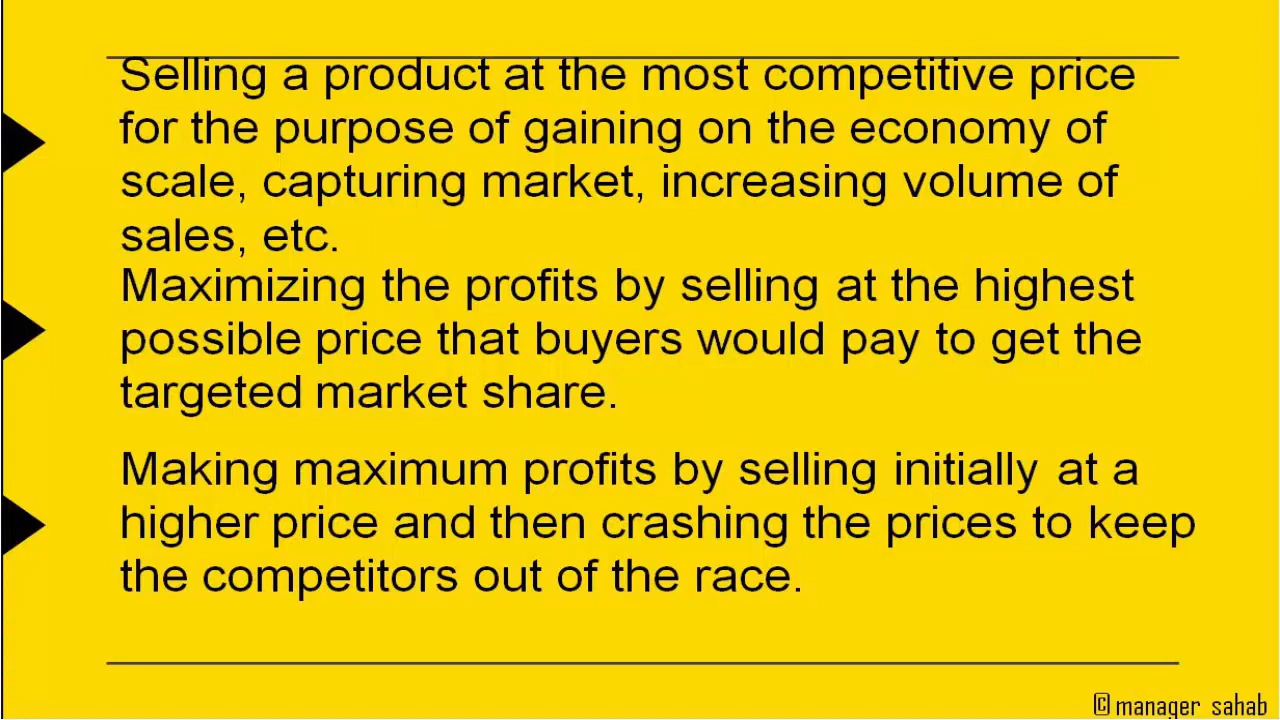 Selling a product at the most competitive price
for the purpose of gaining on the economy of
scale, capturing market, increasing volume of
sales, etc.
Maximizing the profits by selling at the highest
possible price that buyers would pay to get the
targeted market share.
Making maximum profits by selling initially at a
higher price and then crashing the prices to keep
the competitors out of the race.
© manager sahab